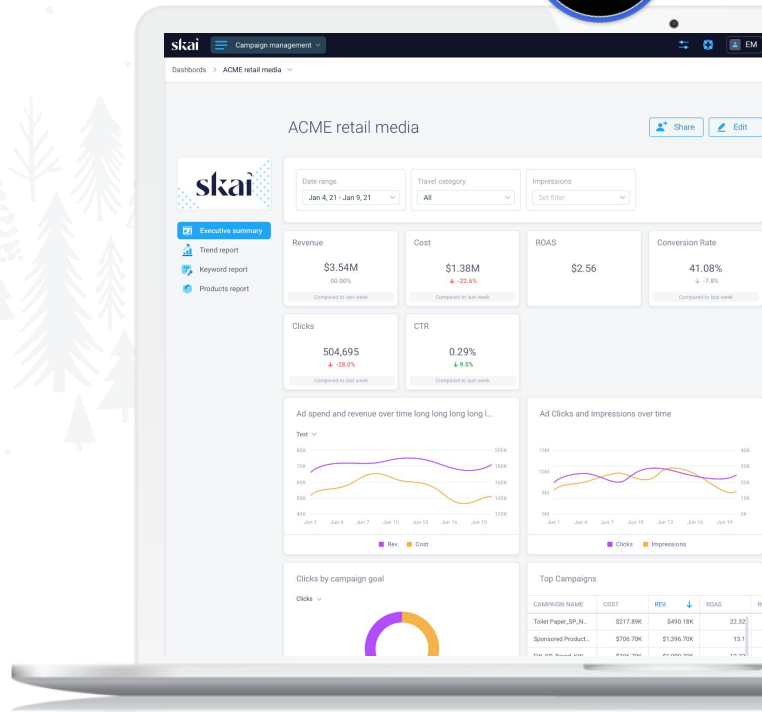 skai Campaign management EM
Dashbords > ACME retail media
ACME retail media
Share Edit
skai
Date range Travel category Impressions
Jan 4, 21 - Jan 9, 21 All Set filter
Executive summary
Trend report
Keyword report
Products report
Revenue Cost ROAS Conversion Rate
$3.54M $1.38M $2.56 41.08%
00.00% -22.6% -7.8%
Compared to last week Compared to last week Compared to last week
Clicks CTR
504,695 0.29%
-28.0% 9.5%
Compared to last week Compared to last week
Ad spend and revenue over time long long long long l...
Text
80K 200K
70K 180K
60K 160K
50K 140K
40K 120K
Jun 1 Jun 4 Jun 7 Jun 10 Jun 13 Jun 16 Jun 19
Rev. Cost
Ad Clicks and Impressions over time
15M 40K
30K
10M 20K
5M 10K
0M 0K
Jun 1 Jun 4 Jun 7 Jun 10 Jun 13 Jun 16 Jun 19
Clicks Impressions
Clicks by campaign goal
Clicks
Top Campaigns
CAMPAIGN NAME COST REV. ROAS
Toilet Paper_SP_N... $217.89K $490.18K 22.32
Sponsored Product... $706.70K $1,396.70K 13.1